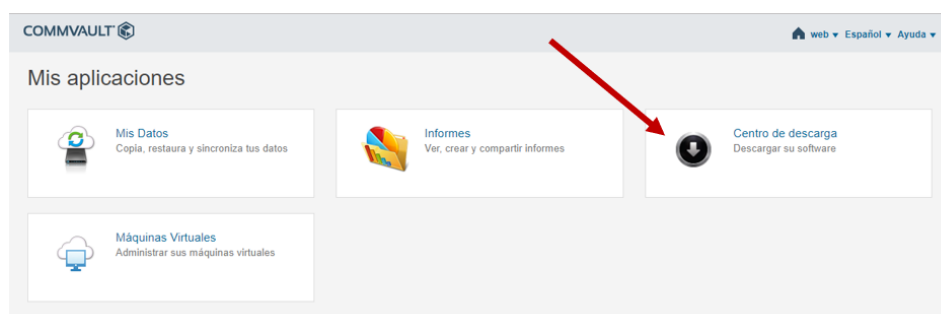 COMMVAULT
web Español Ayuda
Mis aplicaciones
Mis Datos
Copia, restaura y sincroniza tus datos
Informes
Ver, crear y compartir informes
Centro de descarga
Descargar su software
Máquinas Virtuales
Administrar sus máquinas virtuales